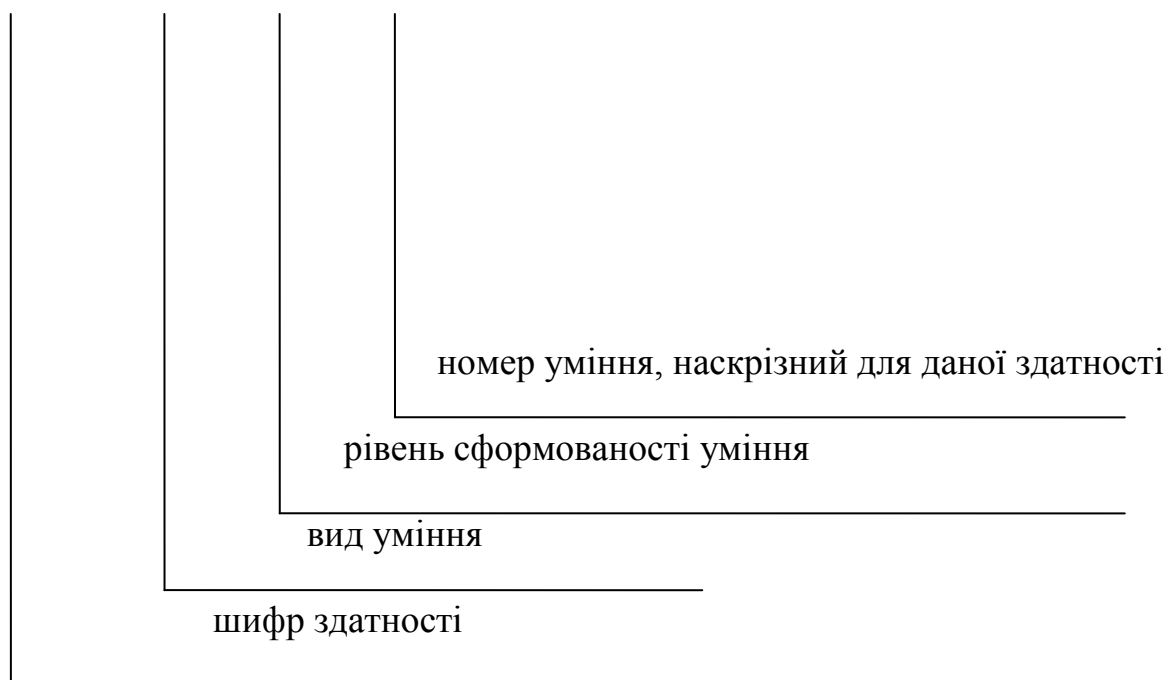 номер уміння, наскрізний для даної здатності
рівень сформованості уміння
вид уміння
шифр здатності